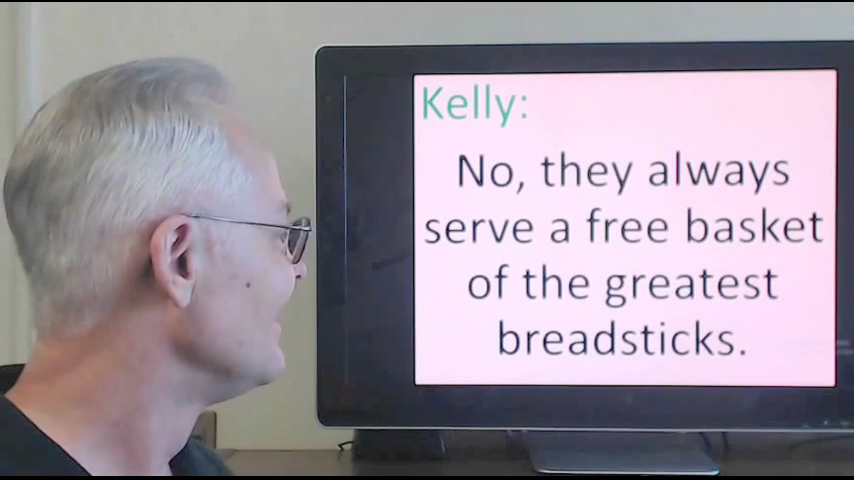 Kelly:
No, they always
serve a free basket
of the greatest
breadsticks.